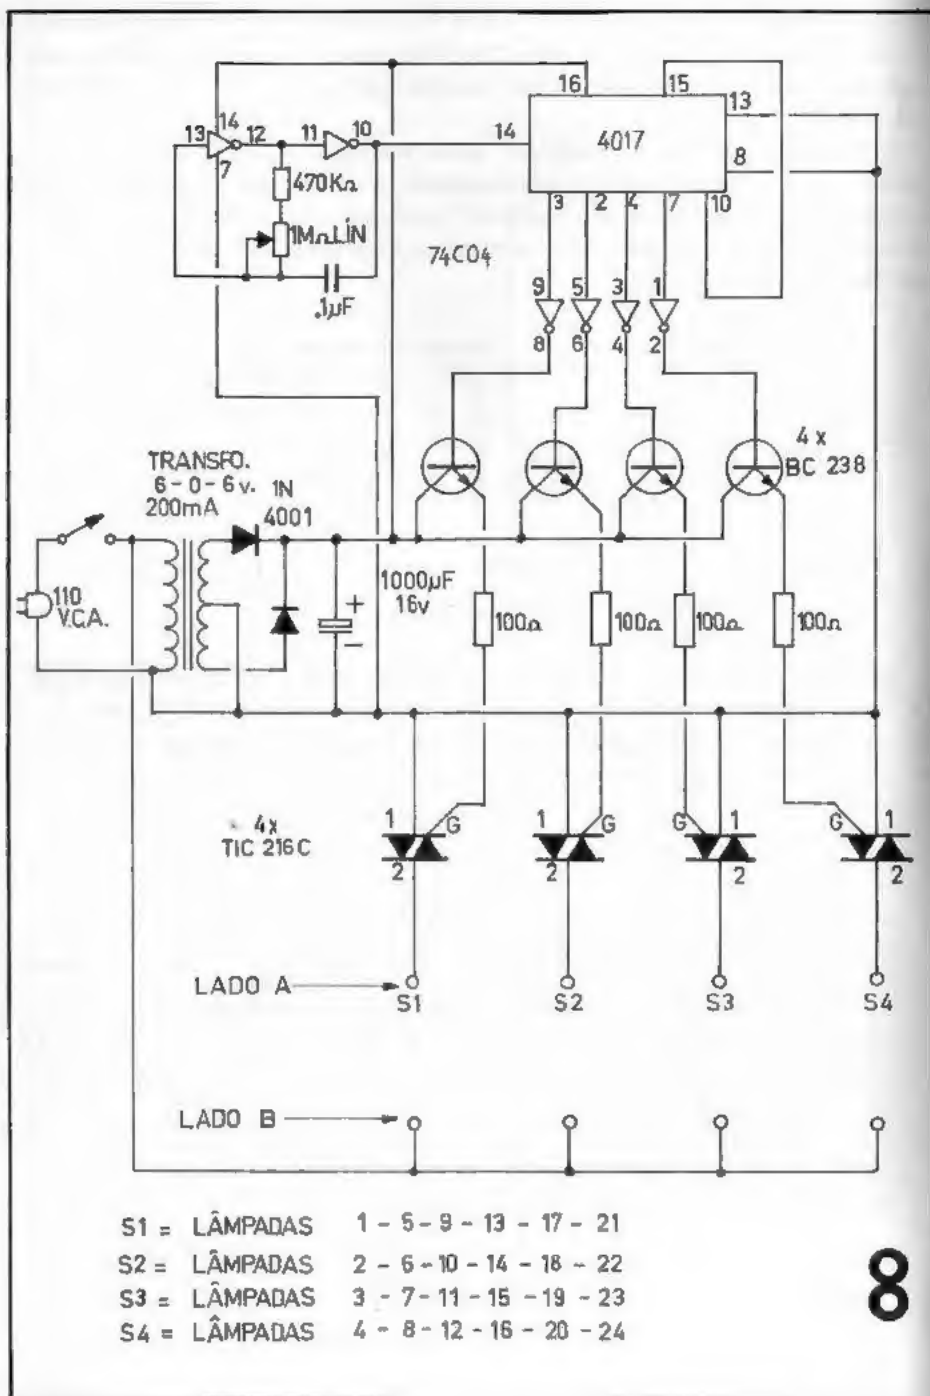 16
15
14
13
12
11
10
14
4017
13
8
7
470KΩ
3
2
4
7
10
1MΩLIN
74C04
.1µF
9
5
3
1
8
6
4
2
4 x
BC 238
TRANSFO.
6-0-6v.
200mA
1N
4001
110
V.C.A.
1000µF
16v
+
−
100Ω
100Ω
100Ω
100Ω
4x
TIC 216C
1
G
2
1
G
2
G
1
2
G
1
2
LADO A
S1
S2
S3
S4
LADO B
S1 = LÂMPADAS 1 - 5 - 9 - 13 - 17 - 21
S2 = LÂMPADAS 2 - 6 - 10 - 14 - 18 - 22
S3 = LÂMPADAS 3 - 7 - 11 - 15 - 19 - 23
S4 = LÂMPADAS 4 - 8 - 12 - 16 - 20 - 24
8